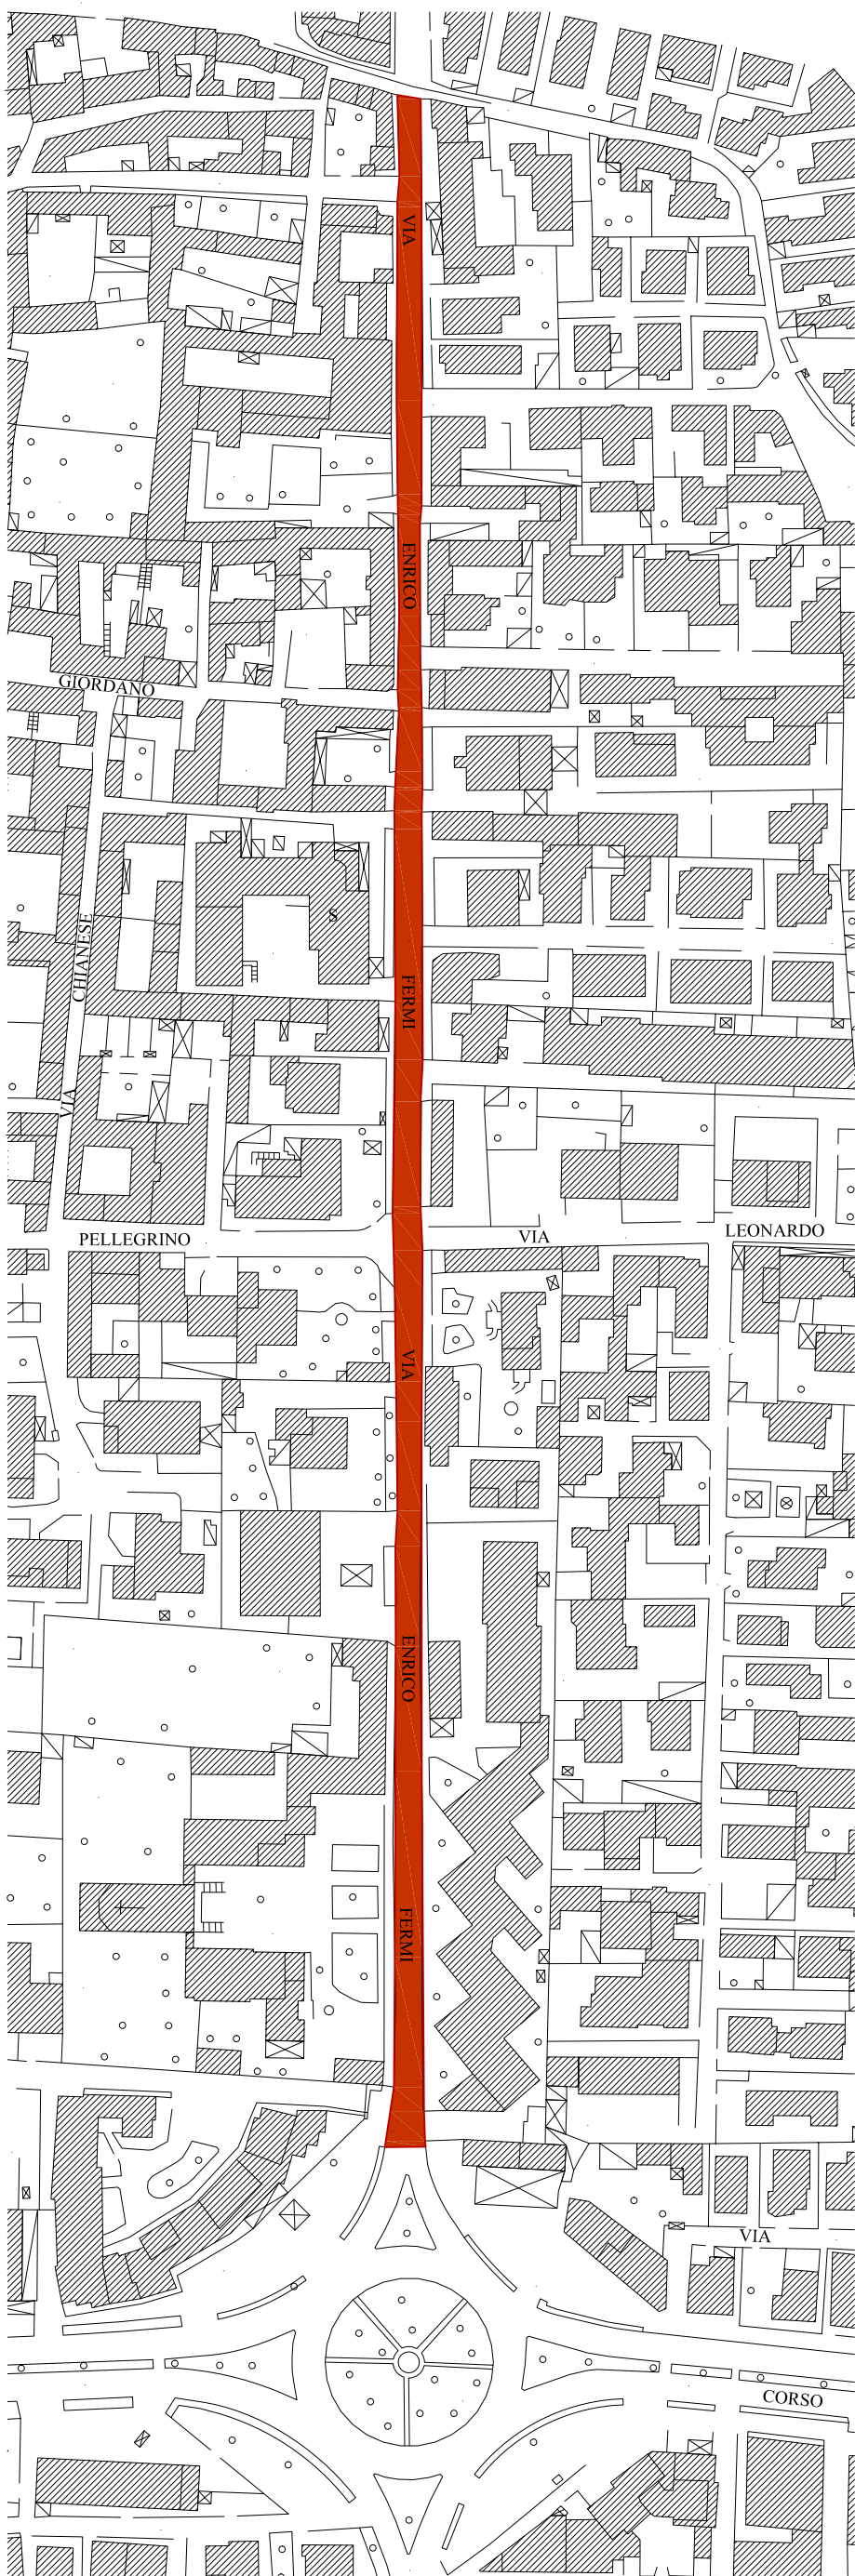 VIA
ENRICO
GIORDANO
S
CHIANESE
FERMI
VIA
PELLEGRINO
VIA
LEONARDO
VIA
ENRICO
FERMI
VIA
CORSO